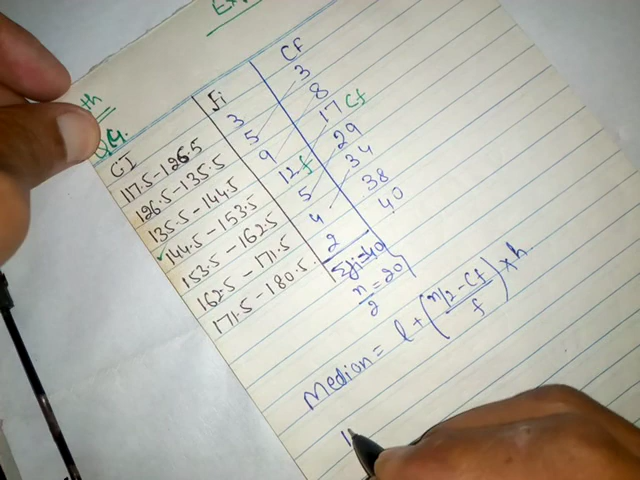 th
Q4.
CI fi CF
117.5-126.5 3 3
126.5-135.5 5 8
135.5-144.5 9 17 Cf
✓144.5-153.5 12 f 29
153.5-162.5 5 34
162.5-171.5 4 38
171.5-180.5. 2 40
Σfi=40
n/2 = 20
Median = l + (n/2 - Cf / f) × h